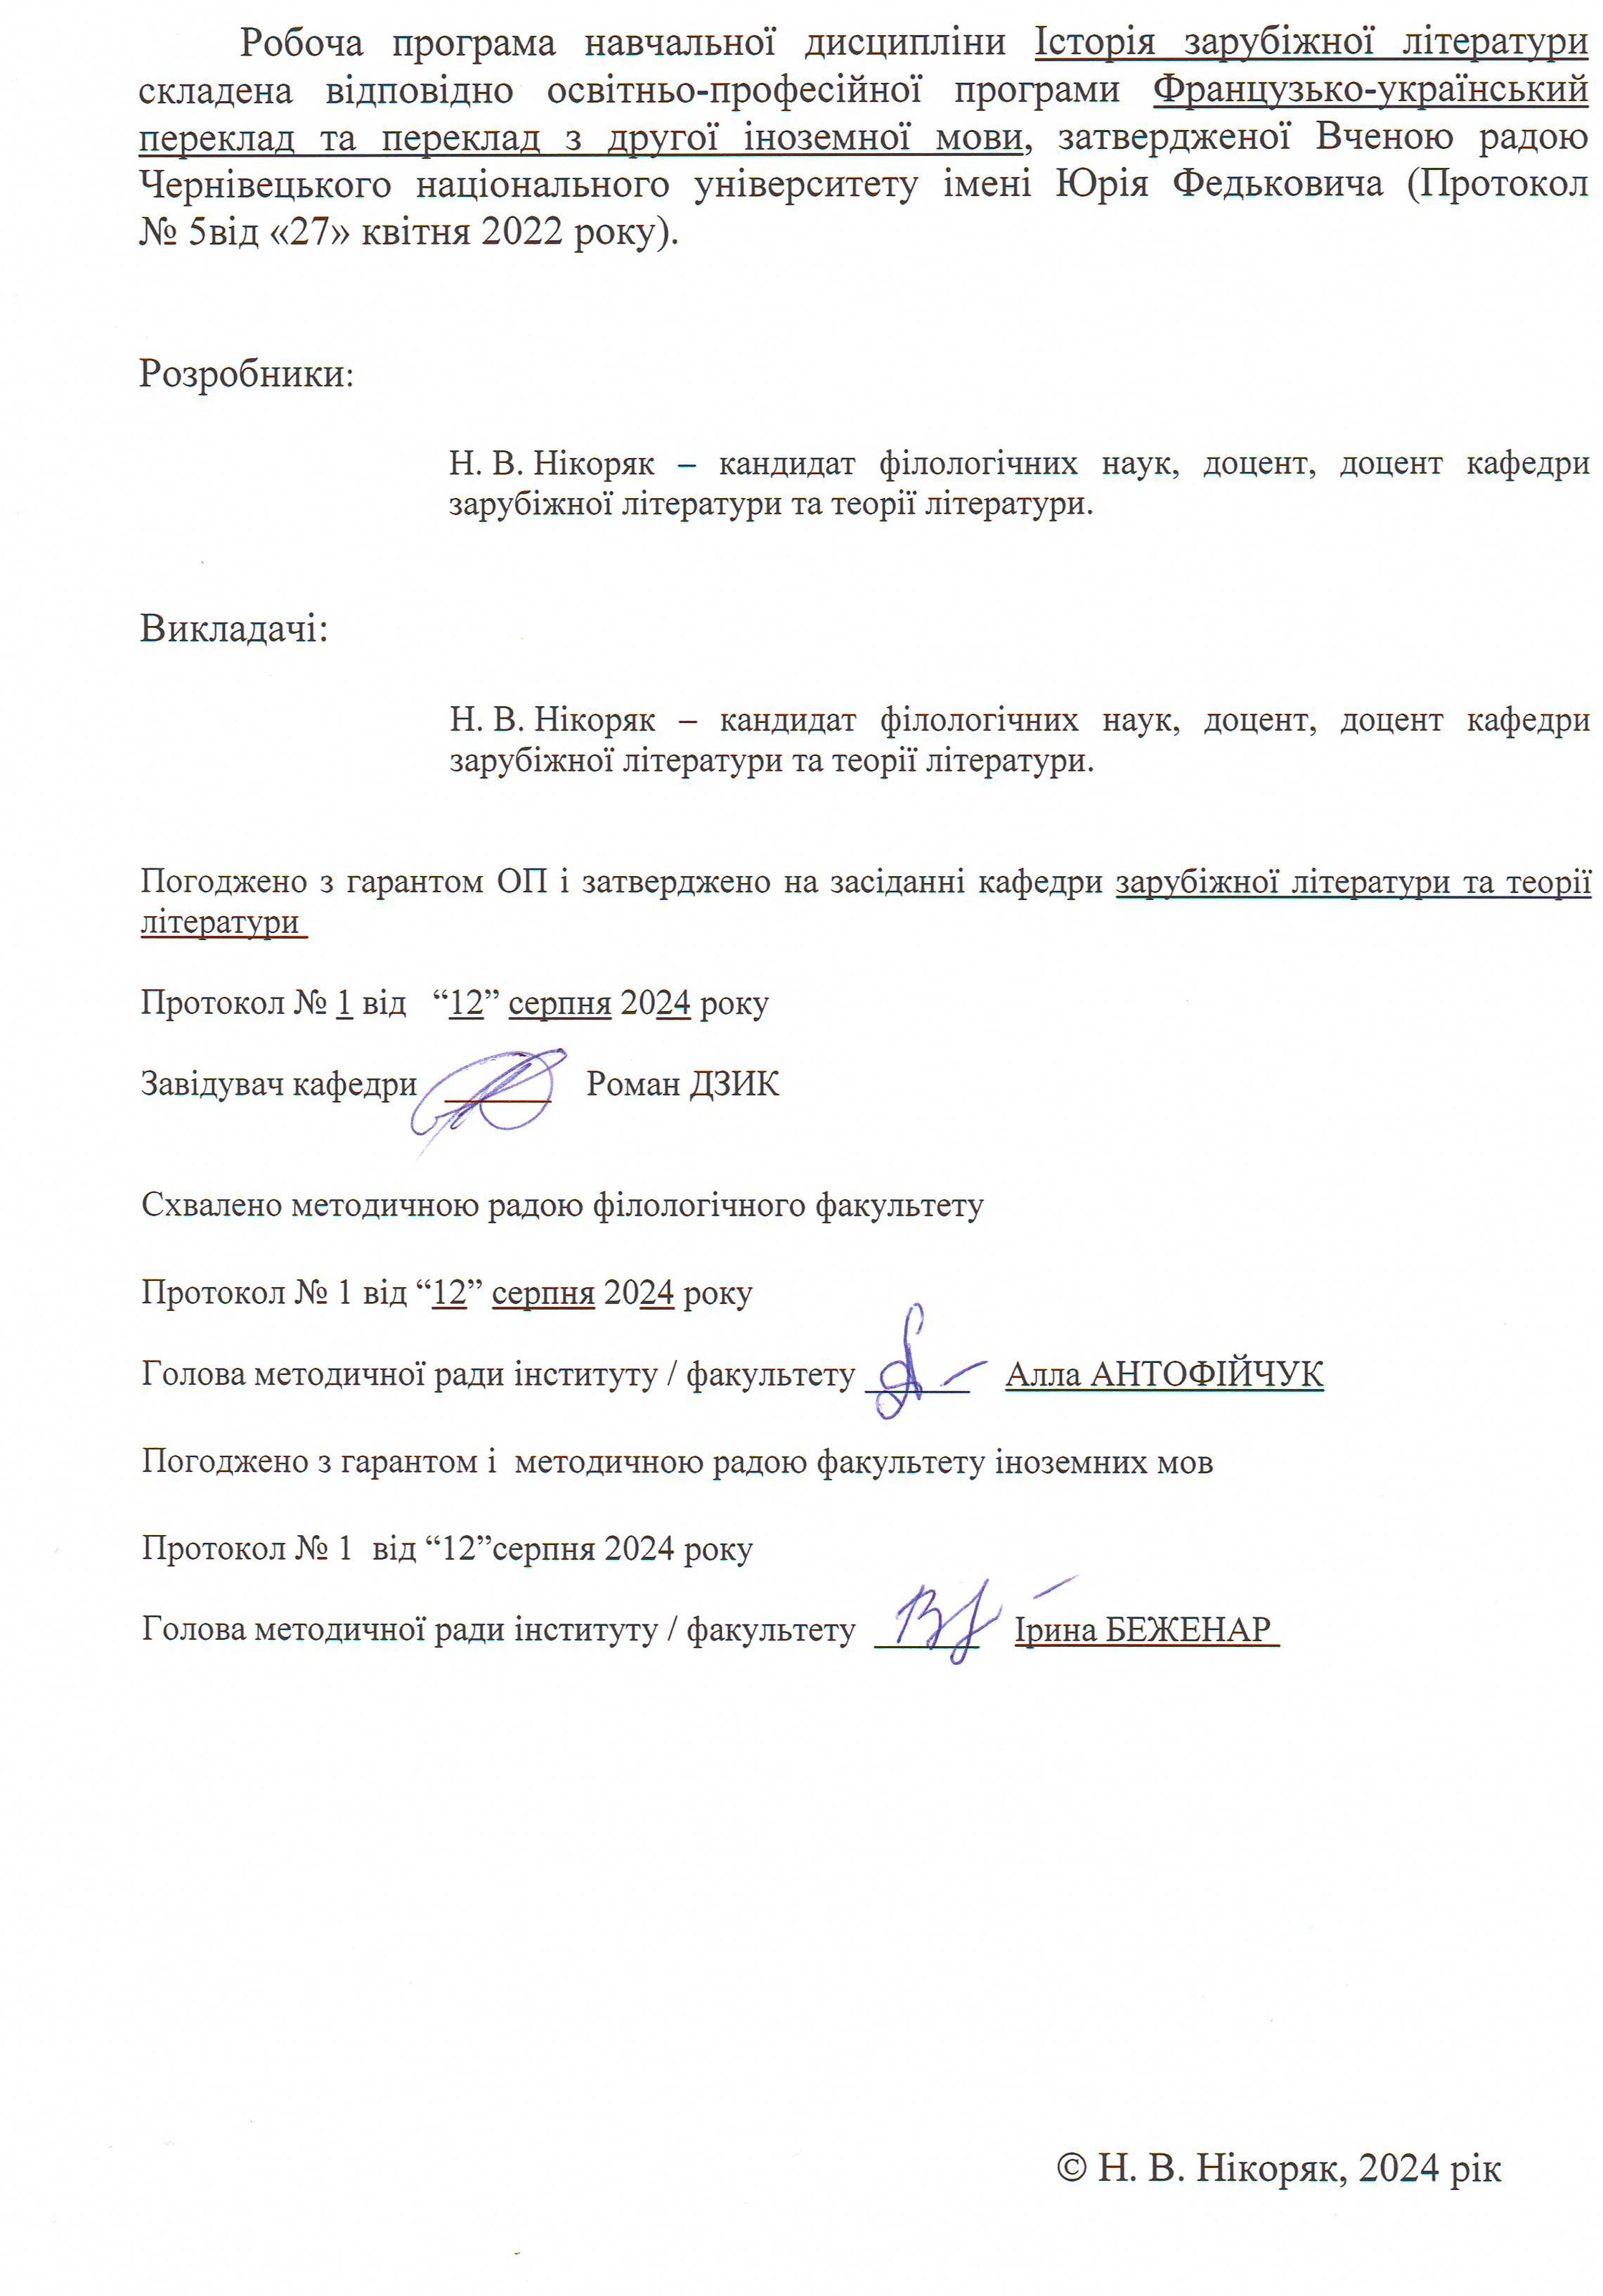 Робоча програма навчальної дисципліни Історія зарубіжної літератури
складена відповідно освітньо-професійної програми Французько-український
переклад та переклад з другої іноземної мови, затвердженої Вченою радою
Чернівецького національного університету імені Юрія Федьковича (Протокол
№ 5від «27» квітня 2022 року).
Розробники:
Н. В. Нікоряк – кандидат філологічних наук, доцент, доцент кафедри
зарубіжної літератури та теорії літератури.
Викладачі:
Н. В. Нікоряк – кандидат філологічних наук, доцент, доцент кафедри
зарубіжної літератури та теорії літератури.
Погоджено з гарантом ОП і затверджено на засіданні кафедри зарубіжної літератури та теорії
літератури
Протокол № 1 від “12” серпня 2024 року
Завідувач кафедри Роман ДЗИК
Схвалено методичною радою філологічного факультету
Протокол № 1 від “12” серпня 2024 року
Голова методичної ради інституту / факультету Алла АНТОФІЙЧУК
Погоджено з гарантом і методичною радою факультету іноземних мов
Протокол № 1 від “12”серпня 2024 року
Голова методичної ради інституту / факультету Ірина БЕЖЕНАР
© Н. В. Нікоряк, 2024 рік